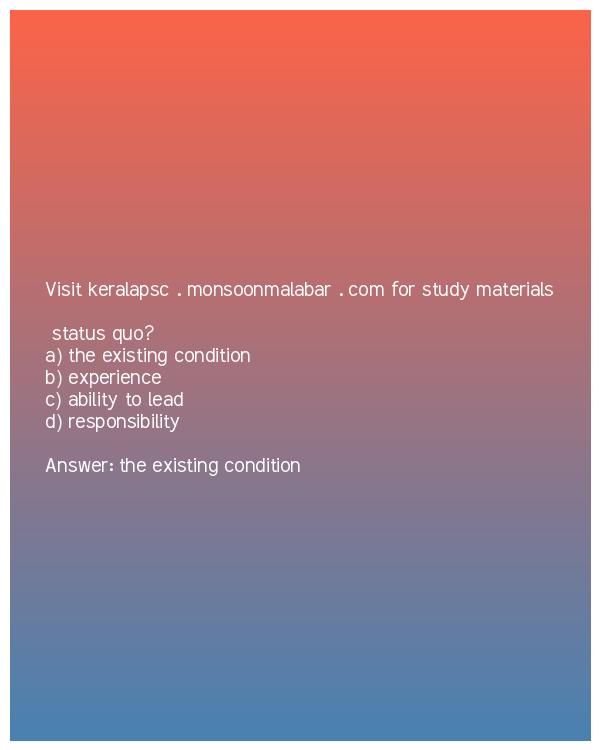 Visit keralapsc . monsoonmalabar . com for study materials
status quo?
a) the existing condition
b) experience
c) ability to lead
d) responsibility
Answer: the existing condition